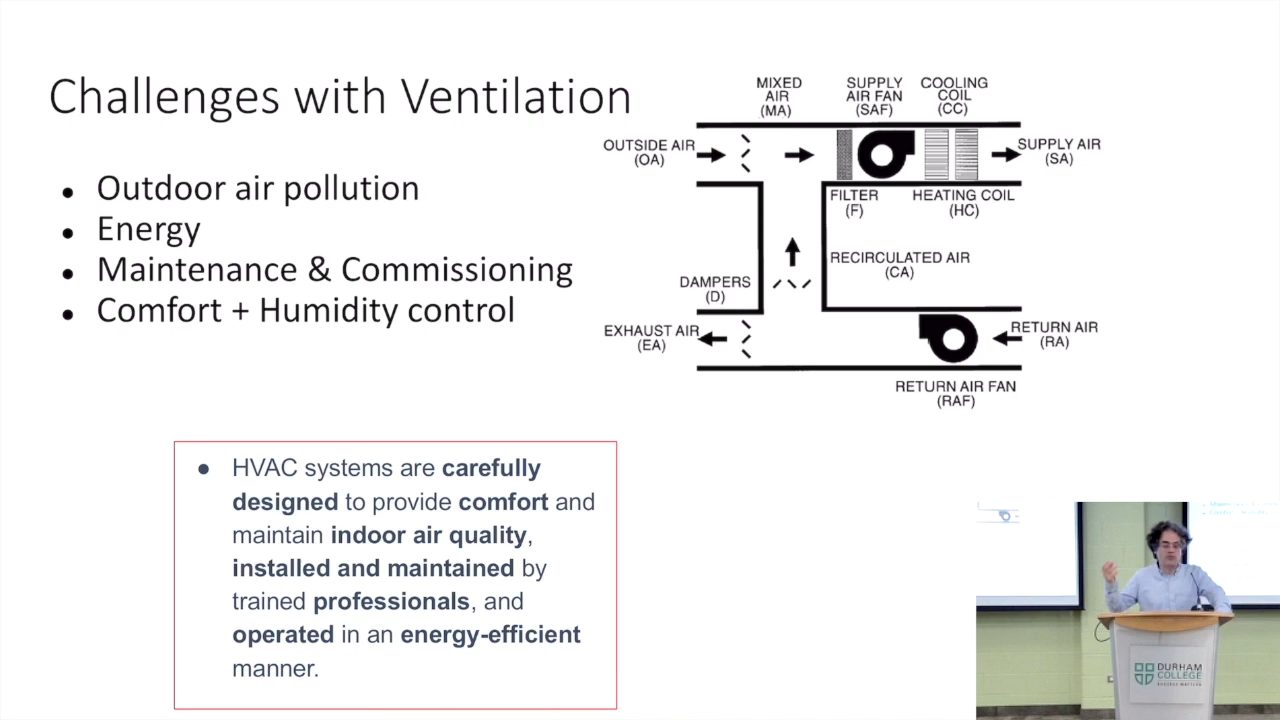 Challenges with Ventilation
● Outdoor air pollution
● Energy
● Maintenance & Commissioning
● Comfort + Humidity control
MIXED
AIR
(MA)
SUPPLY
AIR FAN
(SAF)
COOLING
COIL
(CC)
OUTSIDE AIR
(OA)
SUPPLY AIR
(SA)
FILTER
(F)
HEATING COIL
(HC)
RECIRCULATED AIR
(CA)
DAMPERS
(D)
EXHAUST AIR
(EA)
RETURN AIR
(RA)
RETURN AIR FAN
(RAF)
● HVAC systems are carefully
designed to provide comfort and
maintain indoor air quality,
installed and maintained by
trained professionals, and
operated in an energy-efficient
manner.
DURHAM
COLLEGE
SUCCESS MATTERS